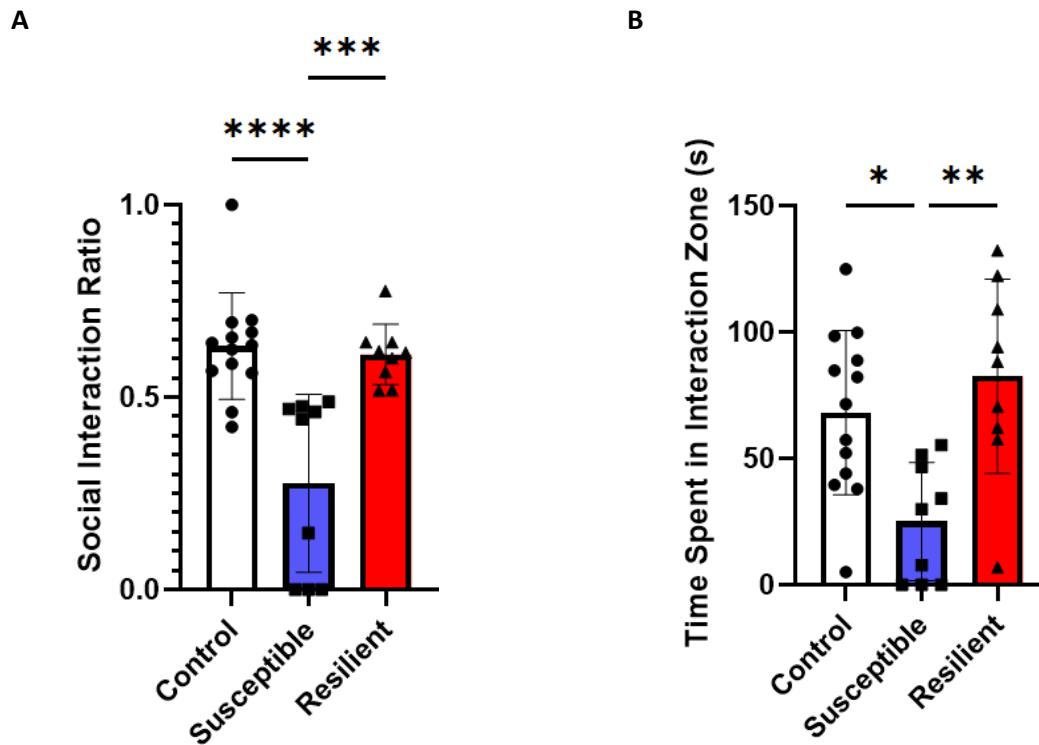 A
B
***
****
* **
Social Interaction Ratio
1.0
0.5
0.0
Control
Susceptible
Resilient
Time Spent in Interaction Zone (s)
150
100
50
0
Control
Susceptible
Resilient